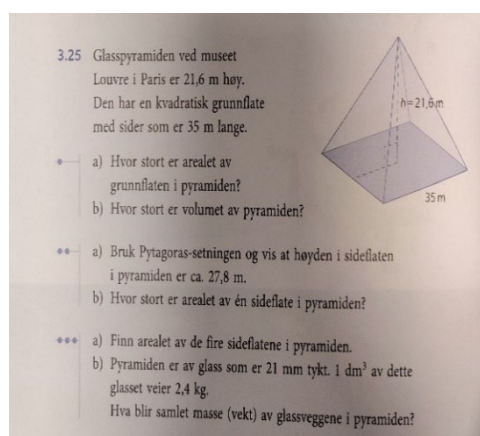 3.25 Glasspyramiden ved museet
Louvre i Paris er 21,6 m høy.
Den har en kvadratisk grunnflate
med sider som er 35 m lange.
h=21,6m
35 m
a) Hvor stort er arealet av
grunnflaten i pyramiden?
b) Hvor stort er volumet av pyramiden?
a) Bruk Pytagoras-setningen og vis at høyden i sideflaten
i pyramiden er ca. 27,8 m.
b) Hvor stort er arealet av én sideflate i pyramiden?
a) Finn arealet av de fire sideflatene i pyramiden.
b) Pyramiden er av glass som er 21 mm tykt. 1 dm³ av dette
glasset veier 2,4 kg.
Hva blir samlet masse (vekt) av glassveggene i pyramiden?